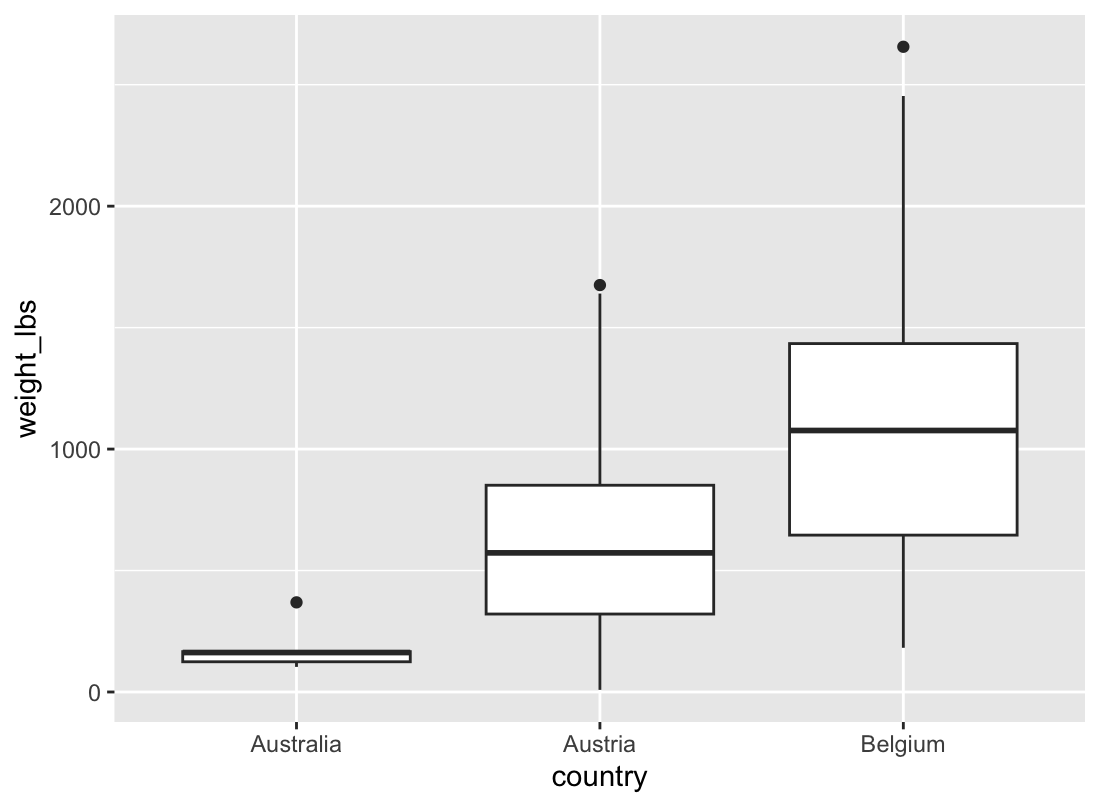 weight_lbs
2000
1000
0
Australia
Austria
Belgium
country